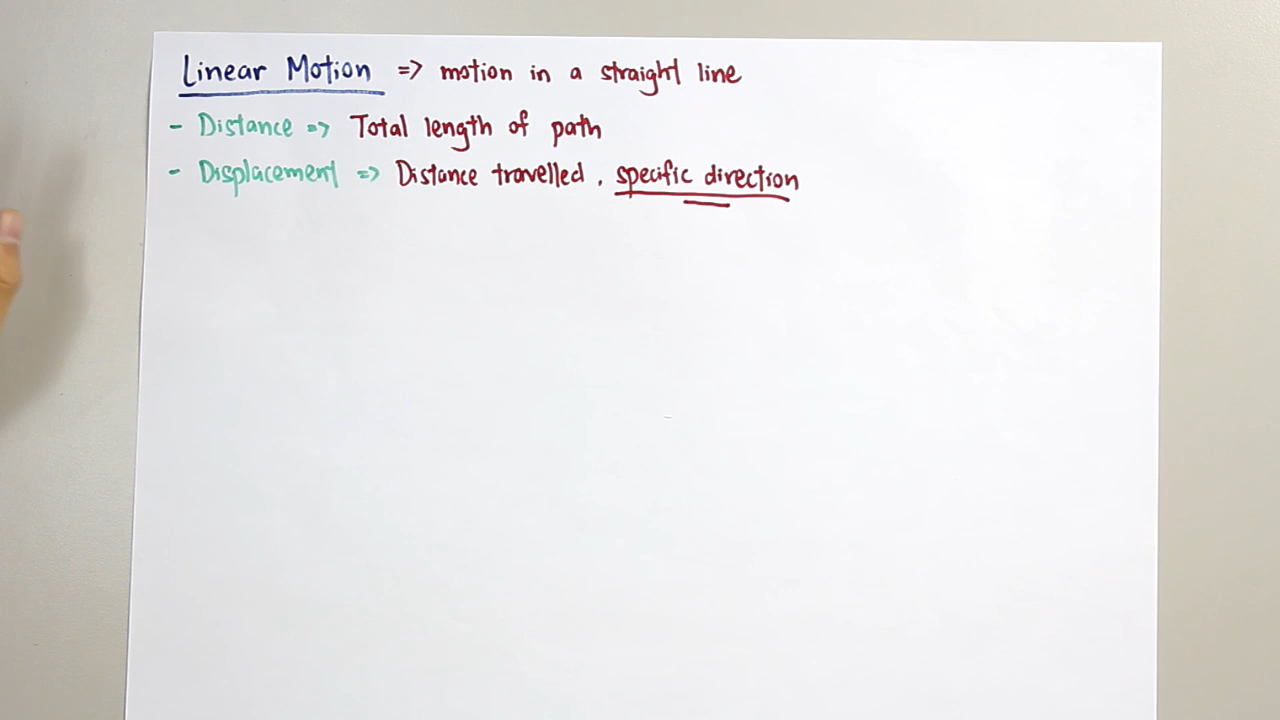 Linear Motion => motion in a straight line
- Distance => Total length of path
- Displacement => Distance travelled, specific direction